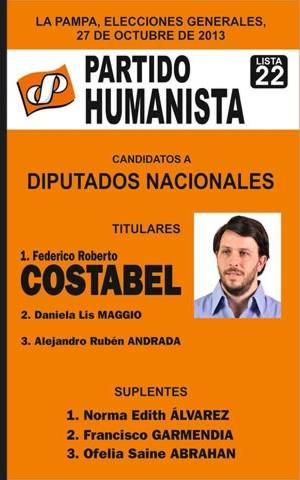 LA PAMPA, ELECCIONES GENERALES,
27 DE OCTUBRE DE 2013
PARTIDO
HUMANISTA
LISTA
22
CANDIDATOS A
DIPUTADOS NACIONALES
TITULARES
1. Federico Roberto
COSTABEL
2. Daniela Lis MAGGIO
3. Alejandro Rubén ANDRADA
SUPLENTES
1. Norma Edith ÁLVAREZ
2. Francisco GARMENDIA
3. Ofelia Saine ABRAHAN